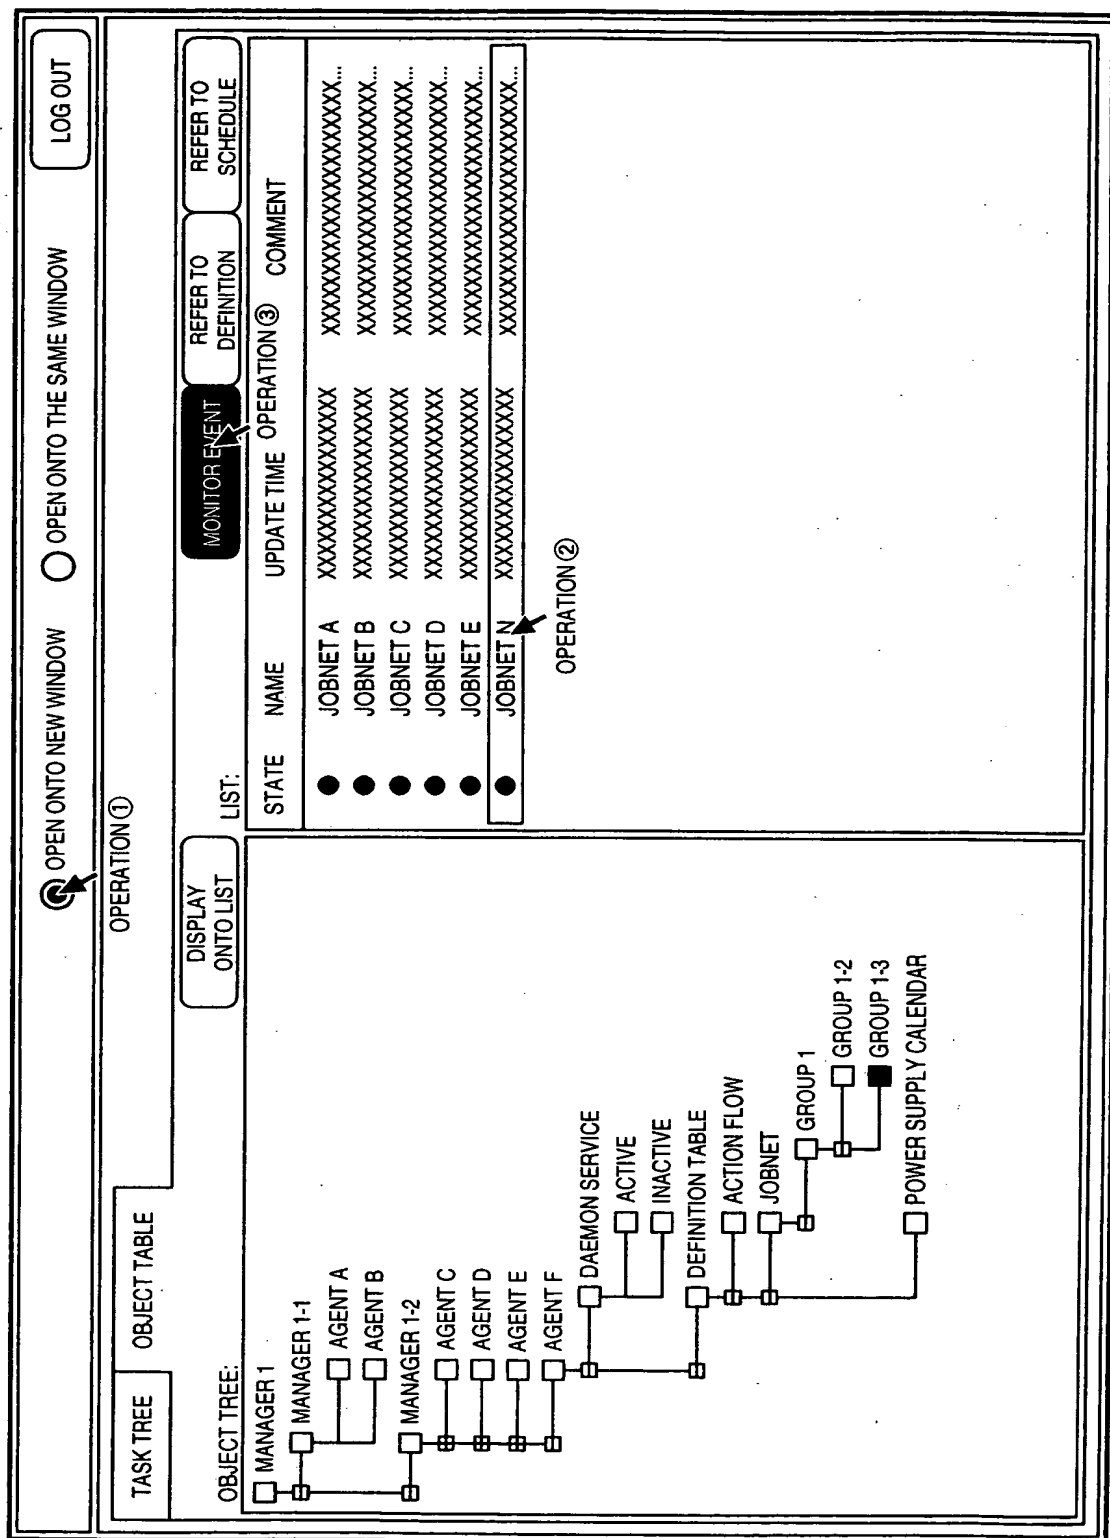 OPEN ONTO NEW WINDOW
OPEN ONTO THE SAME WINDOW
LOG OUT
OPERATION①
TASK TREE
OBJECT TABLE
OBJECT TREE:
DISPLAY
ONTO LIST
LIST:
MONITOR EVENT
REFER TO
DEFINITION
REFER TO
SCHEDULE
OPERATION③
STATE NAME UPDATE TIME COMMENT
JOBNET A XXXXXXXXXXXXXXXX XXXXXXXXXXXXXXXXXXXXX...
JOBNET B XXXXXXXXXXXXXXXX XXXXXXXXXXXXXXXXXXXXX...
JOBNET C XXXXXXXXXXXXXXXX XXXXXXXXXXXXXXXXXXXXX...
JOBNET D XXXXXXXXXXXXXXXX XXXXXXXXXXXXXXXXXXXXX...
JOBNET E XXXXXXXXXXXXXXXX XXXXXXXXXXXXXXXXXXXXX...
JOBNET N XXXXXXXXXXXXXXXX XXXXXXXXXXXXXXXXXXXXX...
OPERATION②
MANAGER 1
MANAGER 1-1
AGENT A
AGENT B
MANAGER 1-2
AGENT C
AGENT D
AGENT E
AGENT F
DAEMON SERVICE
ACTIVE
INACTIVE
DEFINITION TABLE
ACTION FLOW
JOBNET
GROUP 1
GROUP 1-2
GROUP 1-3
POWER SUPPLY CALENDAR